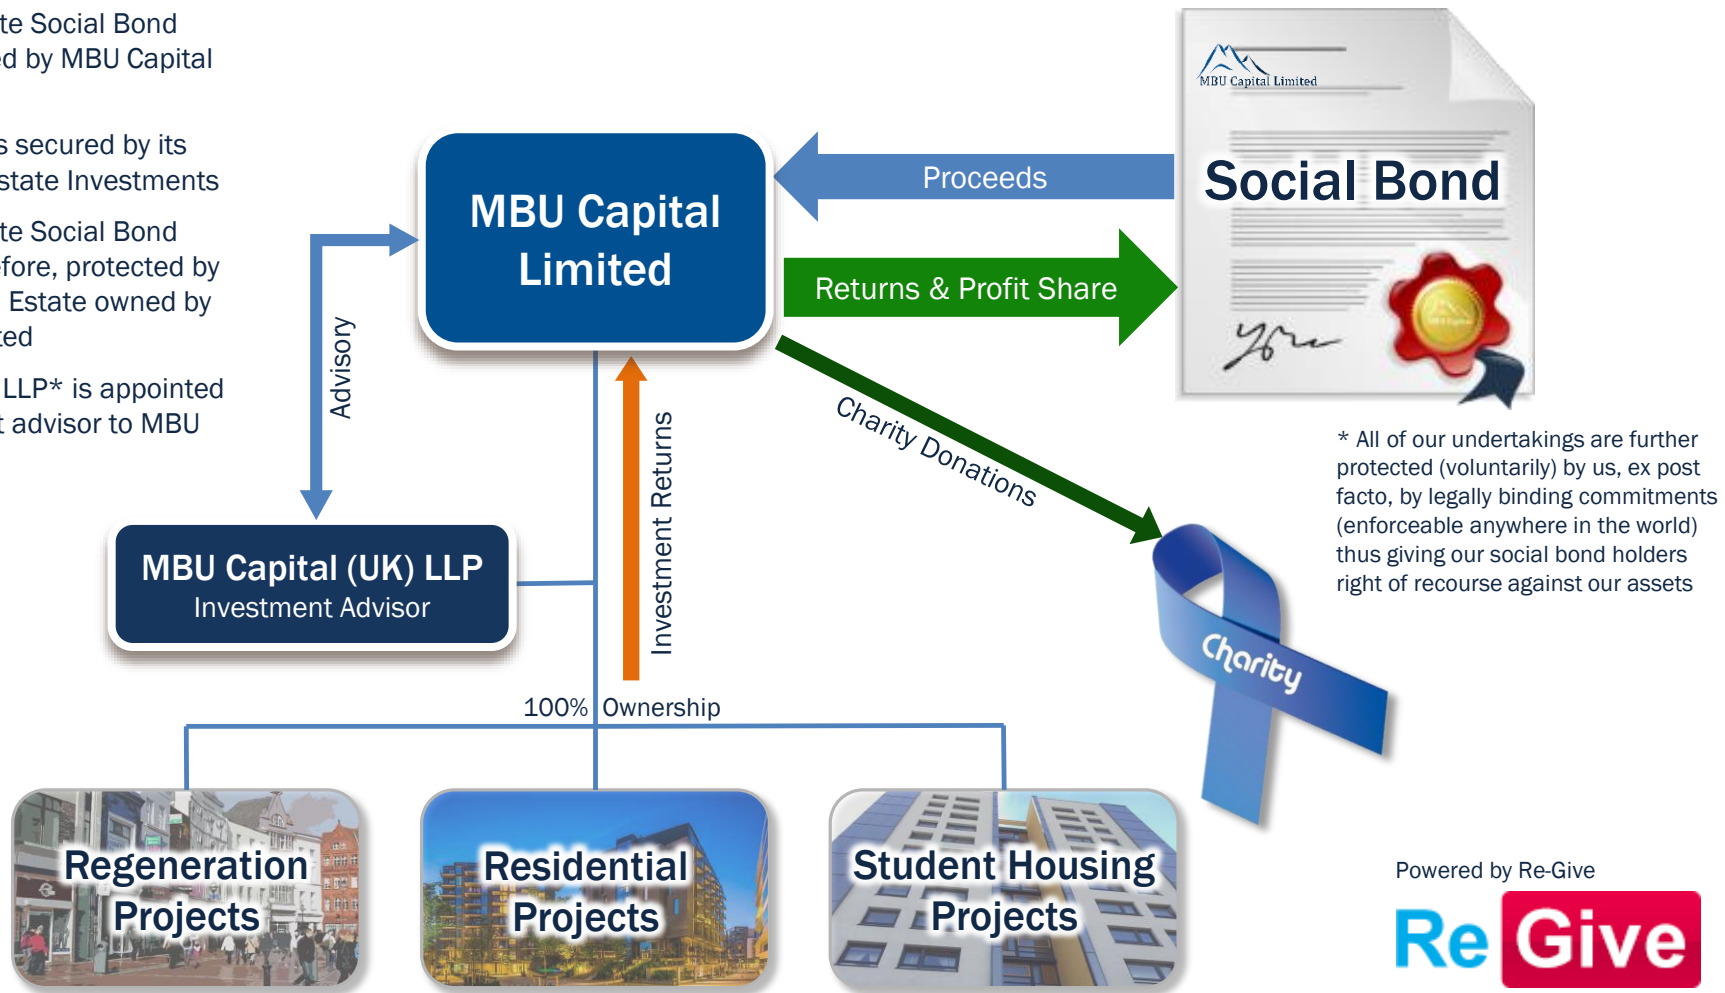 te Social Bond
ed by MBU Capital
s secured by its
state Investments
te Social Bond
efore, protected by
Estate owned by
ted
LLP* is appointed
t advisor to MBU
MBU Capital Limited
Social Bond
Proceeds
MBU Capital
Limited
Returns & Profit Share
Advisory
Charity Donations
Investment Returns
* All of our undertakings are further
protected (voluntarily) by us, ex post
facto, by legally binding commitments
(enforceable anywhere in the world)
thus giving our social bond holders
right of recourse against our assets
MBU Capital (UK) LLP
Investment Advisor
Charity
100% Ownership
Regeneration
Projects
Residential
Projects
Student Housing
Projects
Powered by Re-Give
Re Give